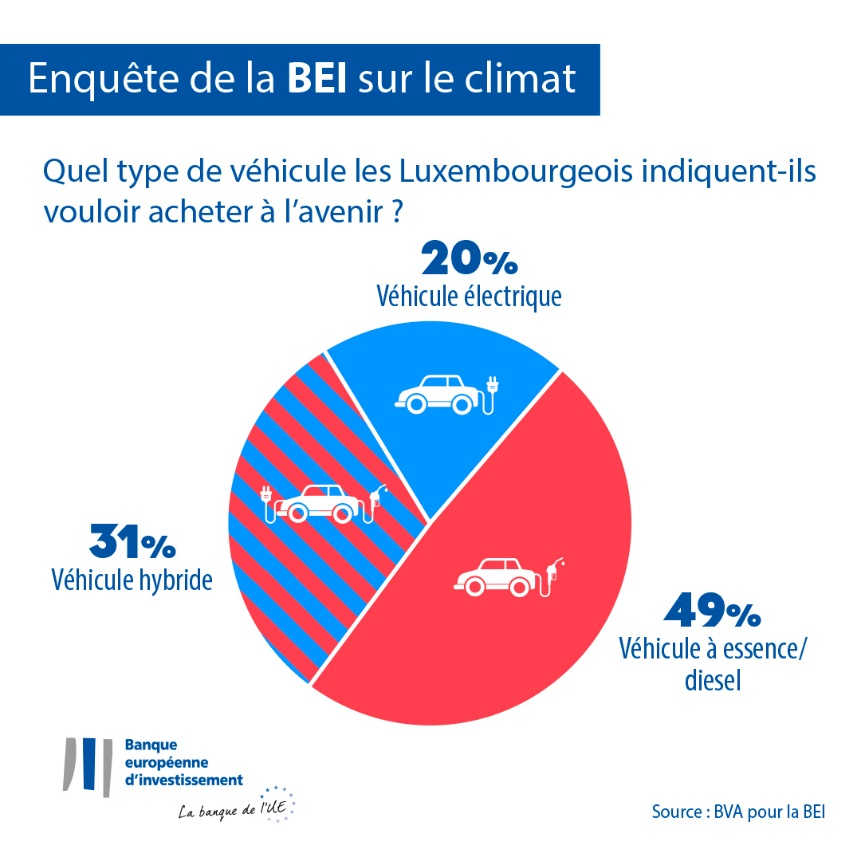 Enquête de la BEI sur le climat
Quel type de véhicule les Luxembourgeois indiquent-ils
vouloir acheter à l’avenir ?
20%
Véhicule électrique
31%
Véhicule hybride
49%
Véhicule à essence/
diesel
Banque
européenne
d’investissement
La banque de l’UE
Source : BVA pour la BEI